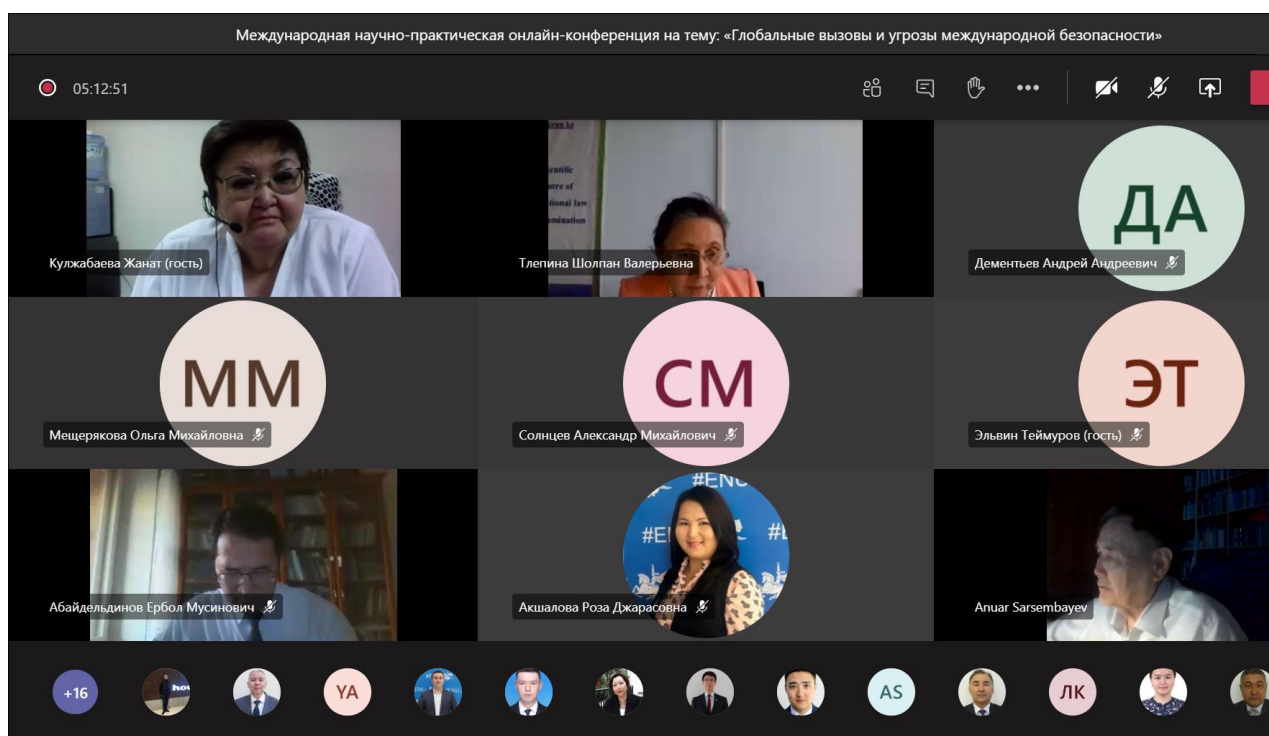 Международная научно-практическая онлайн-конференция на тему: «Глобальные вызовы и угрозы международной безопасности»
05:12:51
Кулжабаева Жанат (гость)
Тлепина Шолпан Валерьевна
ДА
Дементьев Андрей Андреевич
ММ
Мещерякова Ольга Михайловна
СМ
Солнцев Александр Михайлович
ЭТ
Эльвин Теймуров (гость)
Абайдельдинов Ербол Мусинович
#ENU
Акшалова Роза Джарасовна
Anuar Sarsembayev
+16
YA
AS
ЛК